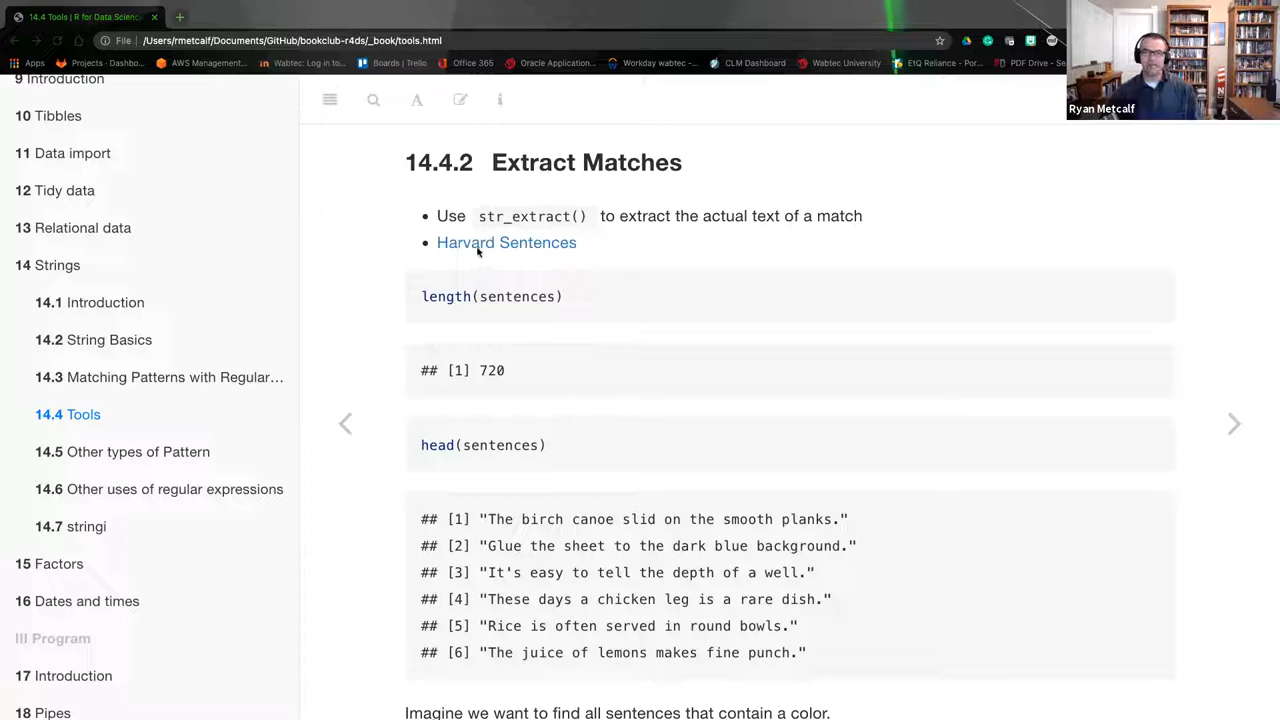 14.4 Tools | R for Data Scienc
File
/Users/rmetcalf/Documents/GitHub/bookclub-r4ds/_book/tools.html
Apps
Projects - Dashbo...
AWS Management...
Wabtec: Log in to...
Boards | Trello
Office 365
Oracle Application...
Workday wabtec -...
CLM Dashboard
Wabtec University
EtQ Reliance - Por...
PDF Drive - Se
Ryan Metcalf
9 Introduction
10 Tibbles
11 Data import
12 Tidy data
13 Relational data
14 Strings
14.1 Introduction
14.2 String Basics
14.3 Matching Patterns with Regular...
14.4 Tools
14.5 Other types of Pattern
14.6 Other uses of regular expressions
14.7 stringi
15 Factors
16 Dates and times
III Program
17 Introduction
18 Pipes
14.4.2 Extract Matches
• Use str_extract() to extract the actual text of a match
• Harvard Sentences
length(sentences)
## [1] 720
head(sentences)
## [1] "The birch canoe slid on the smooth planks."
## [2] "Glue the sheet to the dark blue background."
## [3] "It's easy to tell the depth of a well."
## [4] "These days a chicken leg is a rare dish."
## [5] "Rice is often served in round bowls."
## [6] "The juice of lemons makes fine punch."
Imagine we want to find all sentences that contain a color.